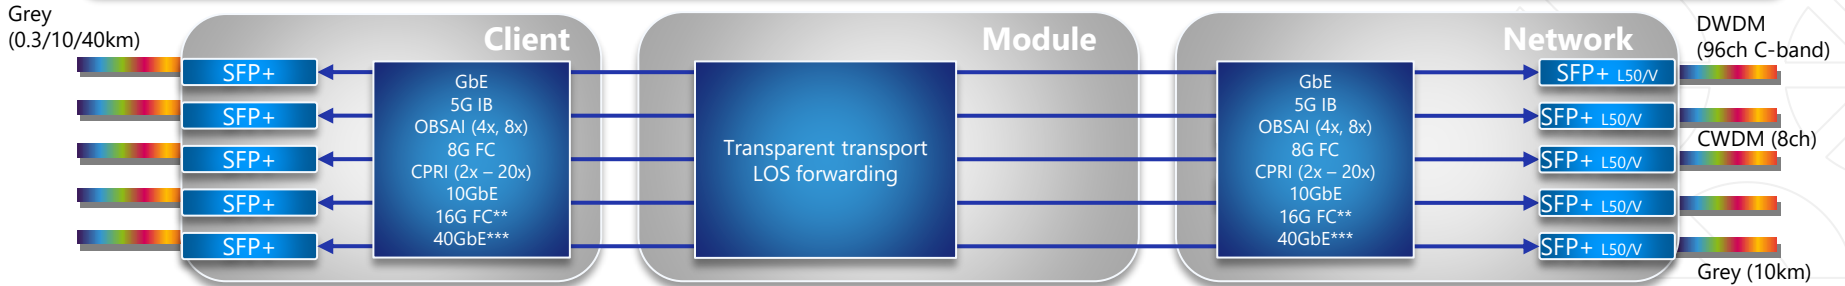 Grey
(0.3/10/40km)
Client
SFP+
SFP+
SFP+
SFP+
SFP+
GbE
5G IB
OBSAI (4x, 8x)
8G FC
CPRI (2x – 20x)
10GbE
16G FC**
40GbE***
Module
Transparent transport
LOS forwarding
Network
GbE
5G IB
OBSAI (4x, 8x)
8G FC
CPRI (2x – 20x)
10GbE
16G FC**
40GbE***
SFP+ L50/V
SFP+ L50/V
SFP+ L50/V
SFP+ L50/V
SFP+ L50/V
DWDM
(96ch C-band)
CWDM (8ch)
Grey (10km)